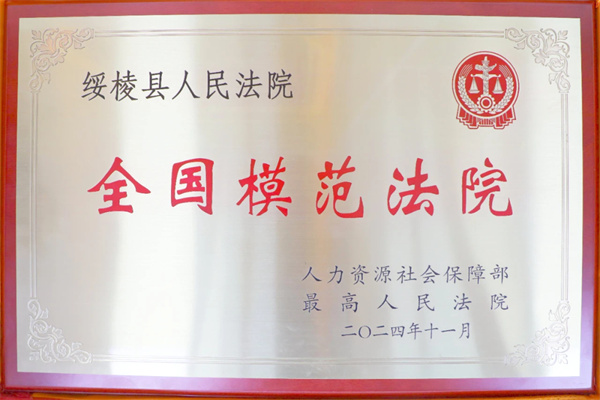 绥棱县人民法院
全国模范法院
人力资源社会保障部
最高人民法院
二〇二四年十一月